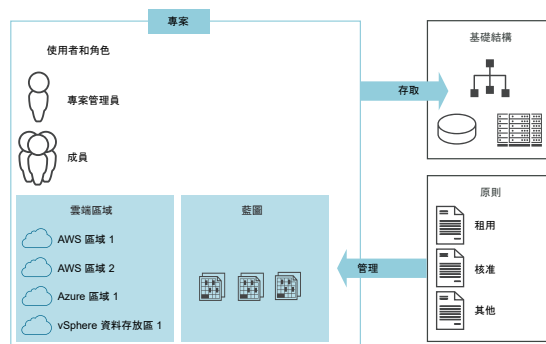 專案
使用者和角色
專案管理員
成員
雲端區域
AWS 區域 1
AWS 區域 2
Azure 區域 1
vSphere 資料存放區 1
藍圖
存取
管理
基礎結構
原則
租用
核准
其他